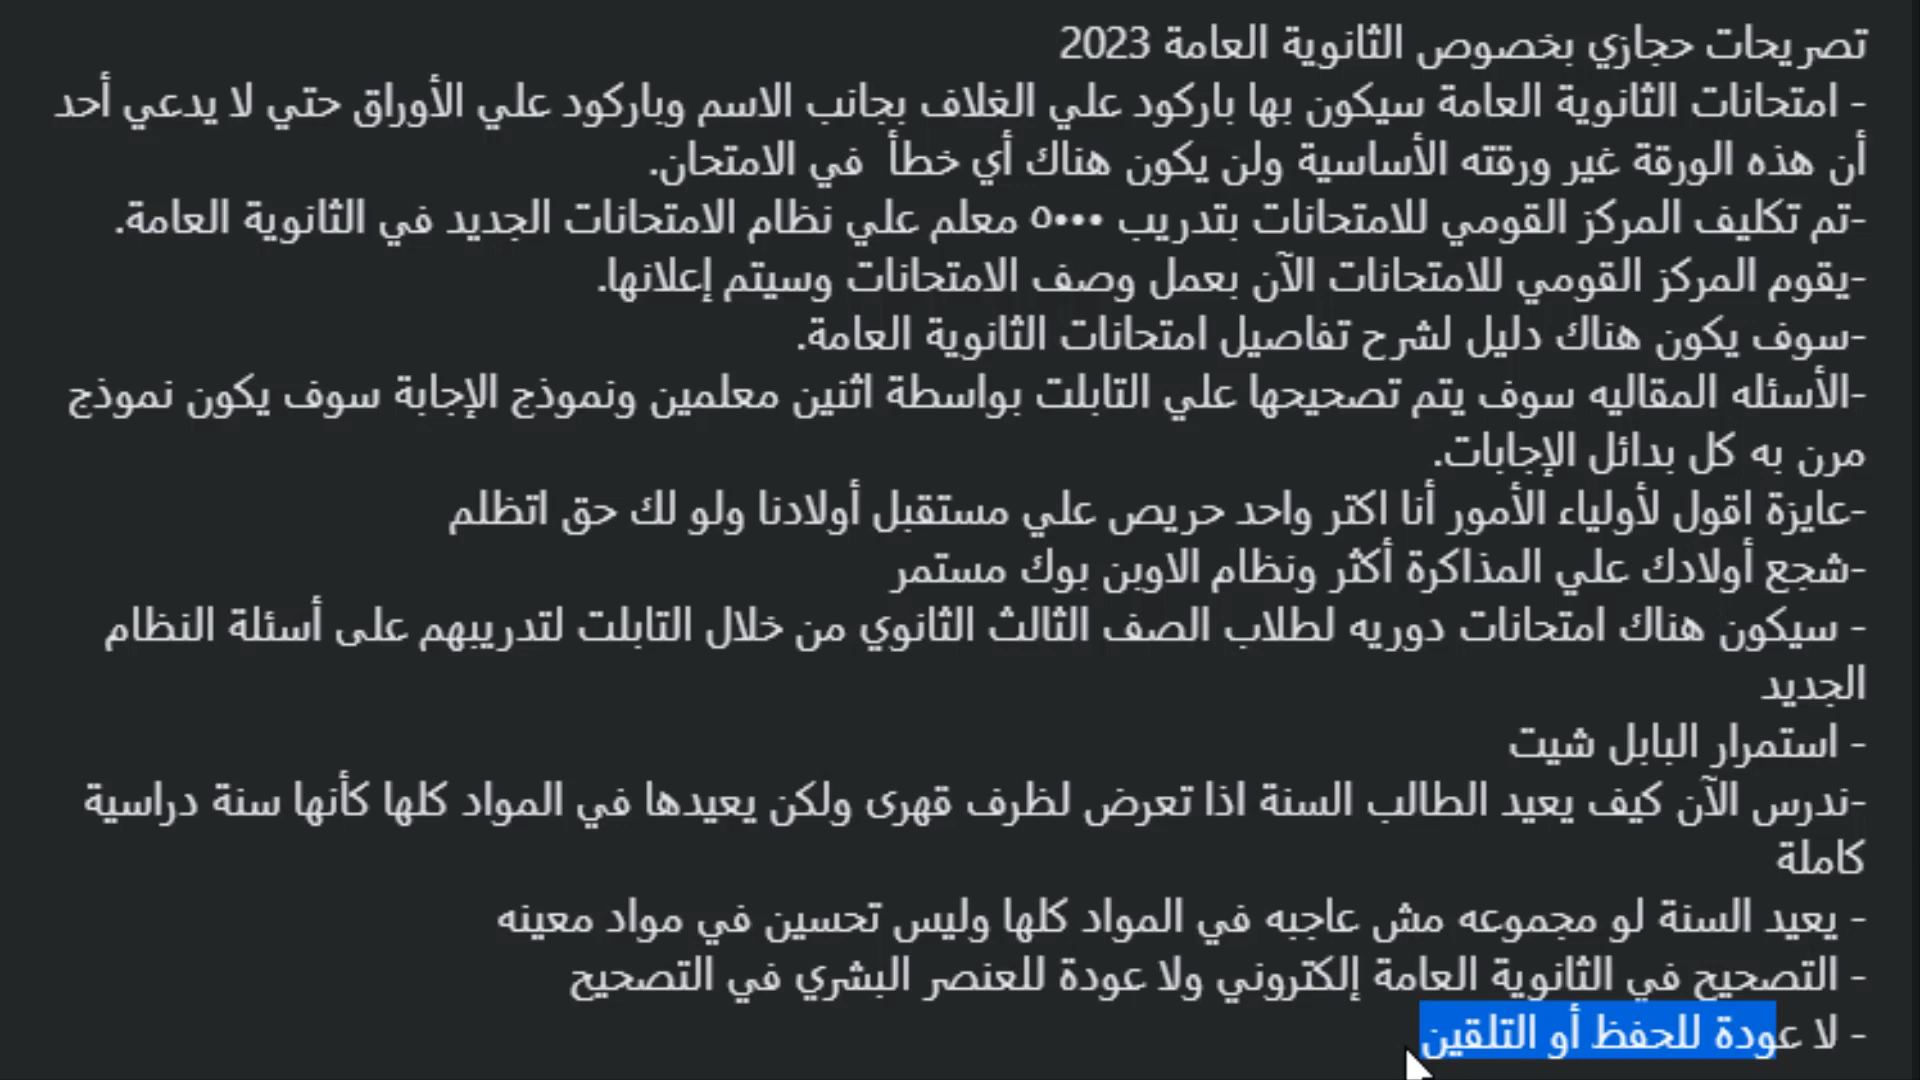 تصريحات حجازي بخصوص الثانوية العامة 2023
- امتحانات الثانوية العامة سيكون بها باركود علي الغلاف بجانب الاسم وباركود علي الأوراق حتي لا يدعي أحد
أن هذه الورقة غير ورقته الأساسية ولن يكون هناك أي خطأ في الامتحان.
-تم تكليف المركز القومي للامتحانات بتدريب ٥٠٠٠ معلم علي نظام الامتحانات الجديد في الثانوية العامة.
-يقوم المركز القومي للامتحانات الآن بعمل وصف الامتحانات وسيتم إعلانها.
-سوف يكون هناك دليل لشرح تفاصيل امتحانات الثانوية العامة.
-الأسئله المقاليه سوف يتم تصحيحها علي التابلت بواسطة اثنين معلمين ونموذج الإجابة سوف يكون نموذج
مرن به كل بدائل الإجابات.
-عايزة اقول لأولياء الأمور أنا اكتر واحد حريص علي مستقبل أولادنا ولو لك حق اتظلم
-شجع أولادك علي المذاكرة أكثر ونظام الاوبن بوك مستمر
- سيكون هناك امتحانات دوريه لطلاب الصف الثالث الثانوي من خلال التابلت لتدريبهم على أسئلة النظام
الجديد
- استمرار البابل شيت
-ندرس الآن كيف يعيد الطالب السنة اذا تعرض لظرف قهرى ولكن يعيدها في المواد كلها كأنها سنة دراسية
كاملة
- يعيد السنة لو مجموعه مش عاجبه في المواد كلها وليس تحسين في مواد معينه
- التصحيح في الثانوية العامة إلكتروني ولا عودة للعنصر البشري في التصحيح
- لا عودة للحفظ أو التلقين